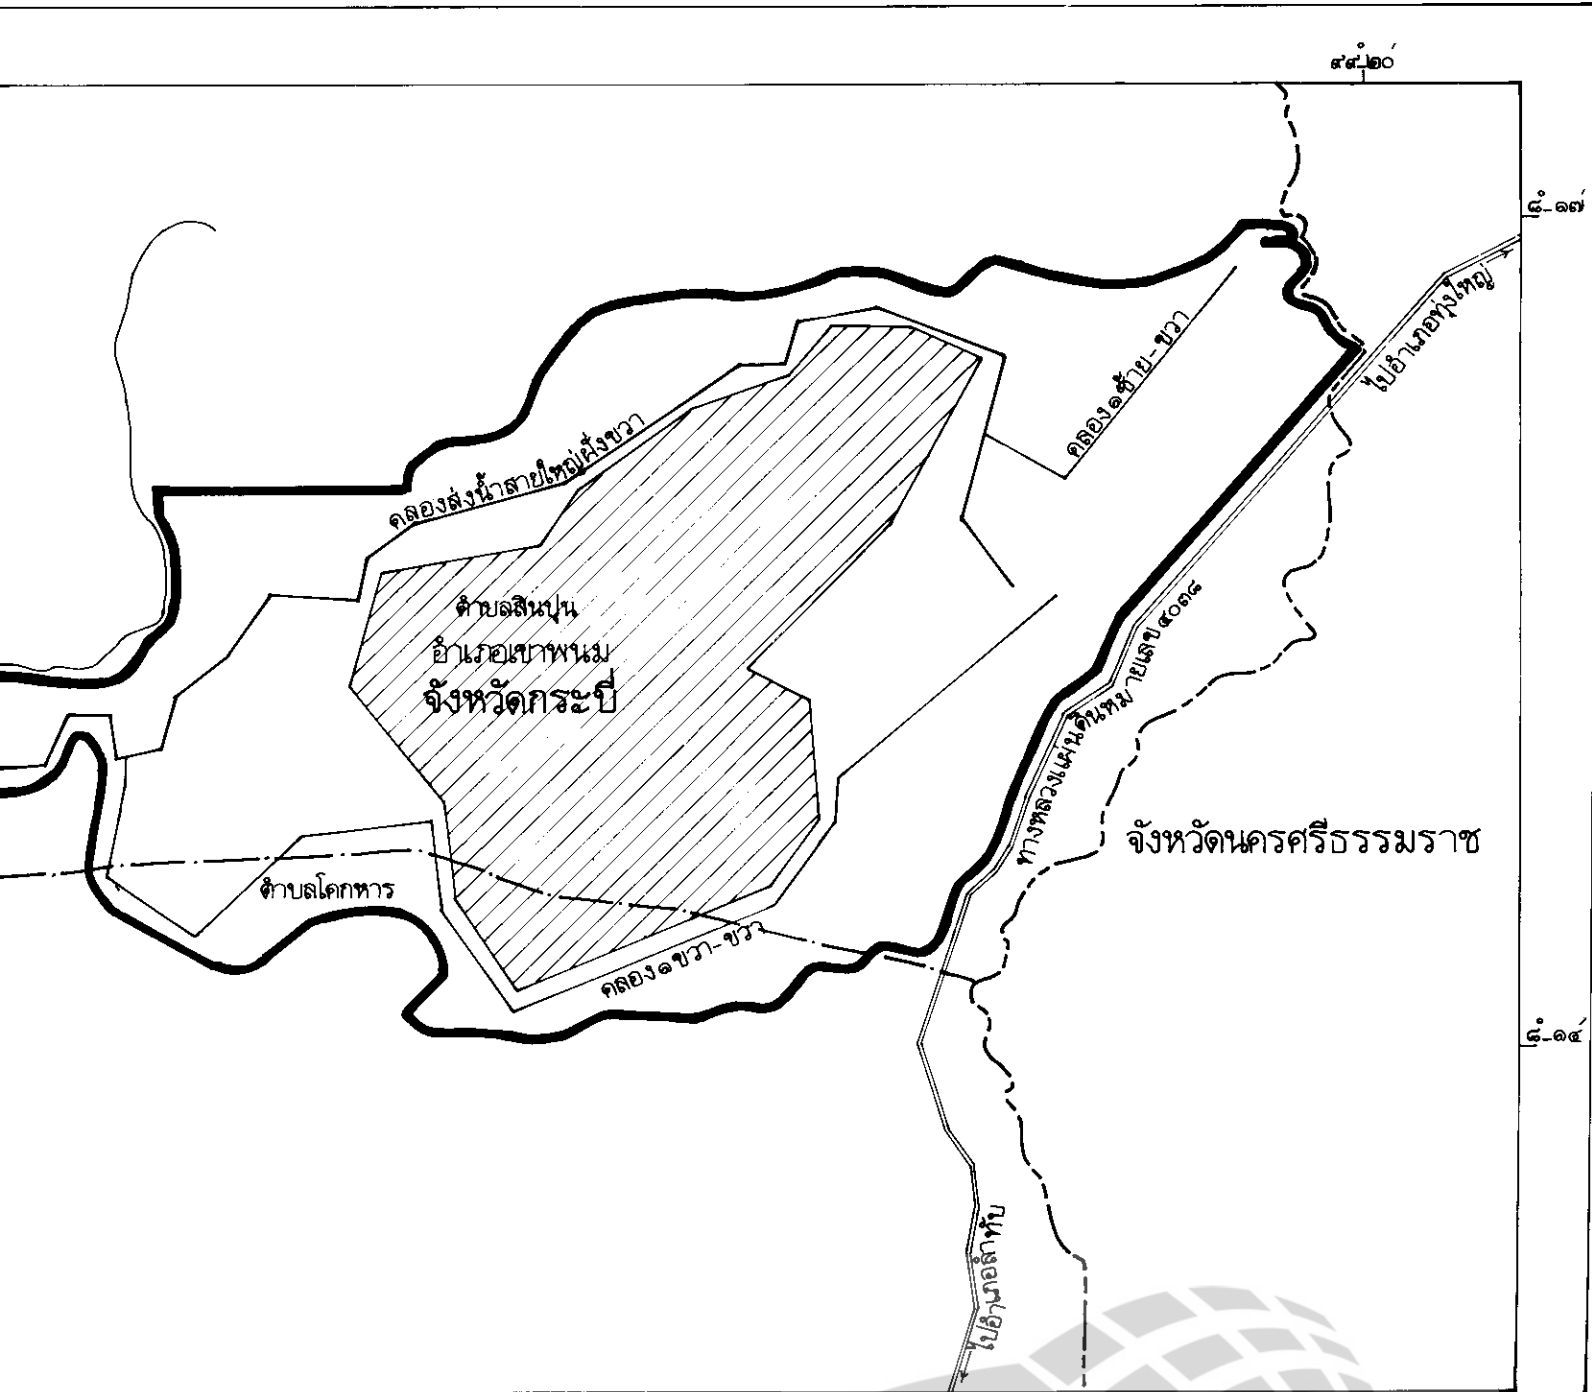 ๙๙ํ-๒๐′
๘ํ-๑๗′
ไปอำเภอทุ่งใหญ่
คลอง ๑ ซ้าย-ขวา
คลองส่งน้ำสายใหญ่ฝั่งขวา
ตำบลสินปุน
อำเภอเขาพนม
จังหวัดกระบี่
ทางหลวงแผ่นดินหมายเลข ๔๐๓๘
จังหวัดนครศรีธรรมราช
ตำบลโคกหาร
คลอง ๑ ขวา-ขวา
๘ํ-๑๔′
ไปอำเภอลำทับ